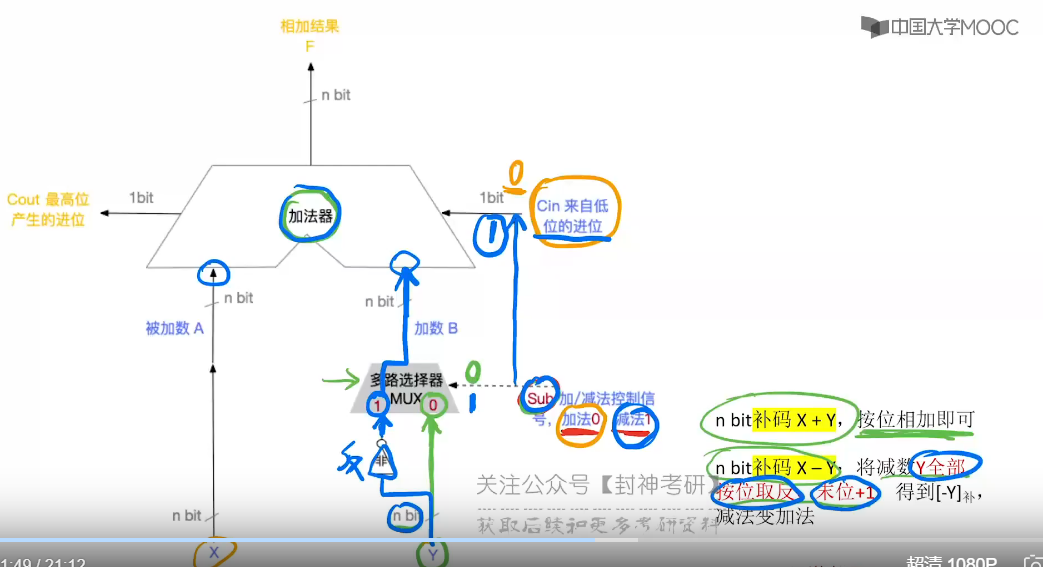 中国大学MOOC
相加结果
F
n bit
Cout 最高位
产生的进位
1bit
加法器
1bit
0
Cin 来自低
位的进位
1
n bit
n bit
被加数 A
加数 B
多路选择器
MUX
1
0
0
1
Sub
加/减法控制信
号，加法0
减法1
反
非
n bit
n bit
X
Y
n bit补码 X + Y，按位相加即可
n bit补码 X – Y，将减数Y全部
按位取反，末位+1，得到[-Y]补，
减法变加法
关注公众号【封神考研】
获取后续和更多考研资料
1:49 / 21:12
超清 1080P